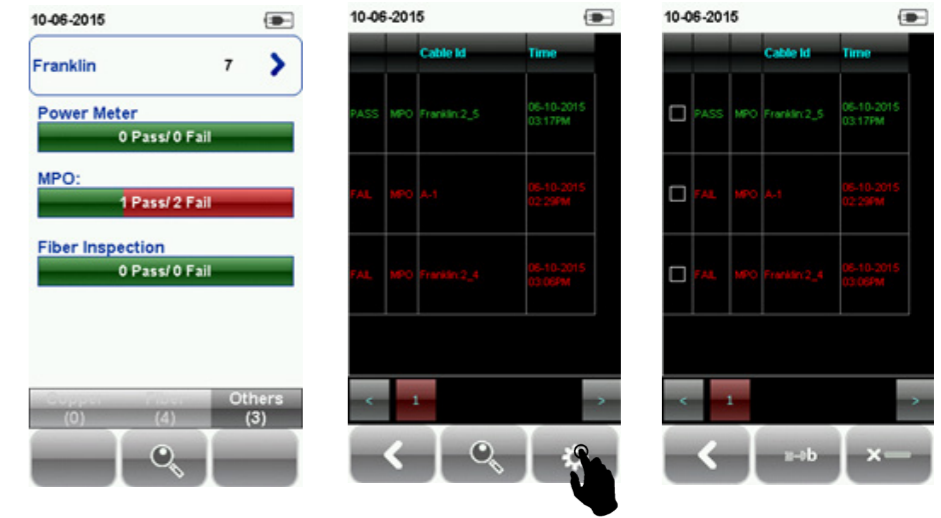 10-06-2015
Franklin 7
Power Meter
0 Pass/ 0 Fail
MPO:
1 Pass/ 2 Fail
Fiber Inspection
0 Pass/ 0 Fail
Copper Fiber Others
(0) (4) (3)
10-06-2015
Cable Id Time
PASS MPO Franklin:2_5 06-10-2015
03:17PM
FAIL MPO A-1 06-10-2015
02:29PM
FAIL MPO Franklin:2_4 06-10-2015
03:06PM
< 1 >
10-06-2015
Cable Id Time
PASS MPO Franklin:2_5 06-10-2015
03:17PM
FAIL MPO A-1 06-10-2015
02:29PM
FAIL MPO Franklin:2_4 06-10-2015
03:06PM
< 1 >